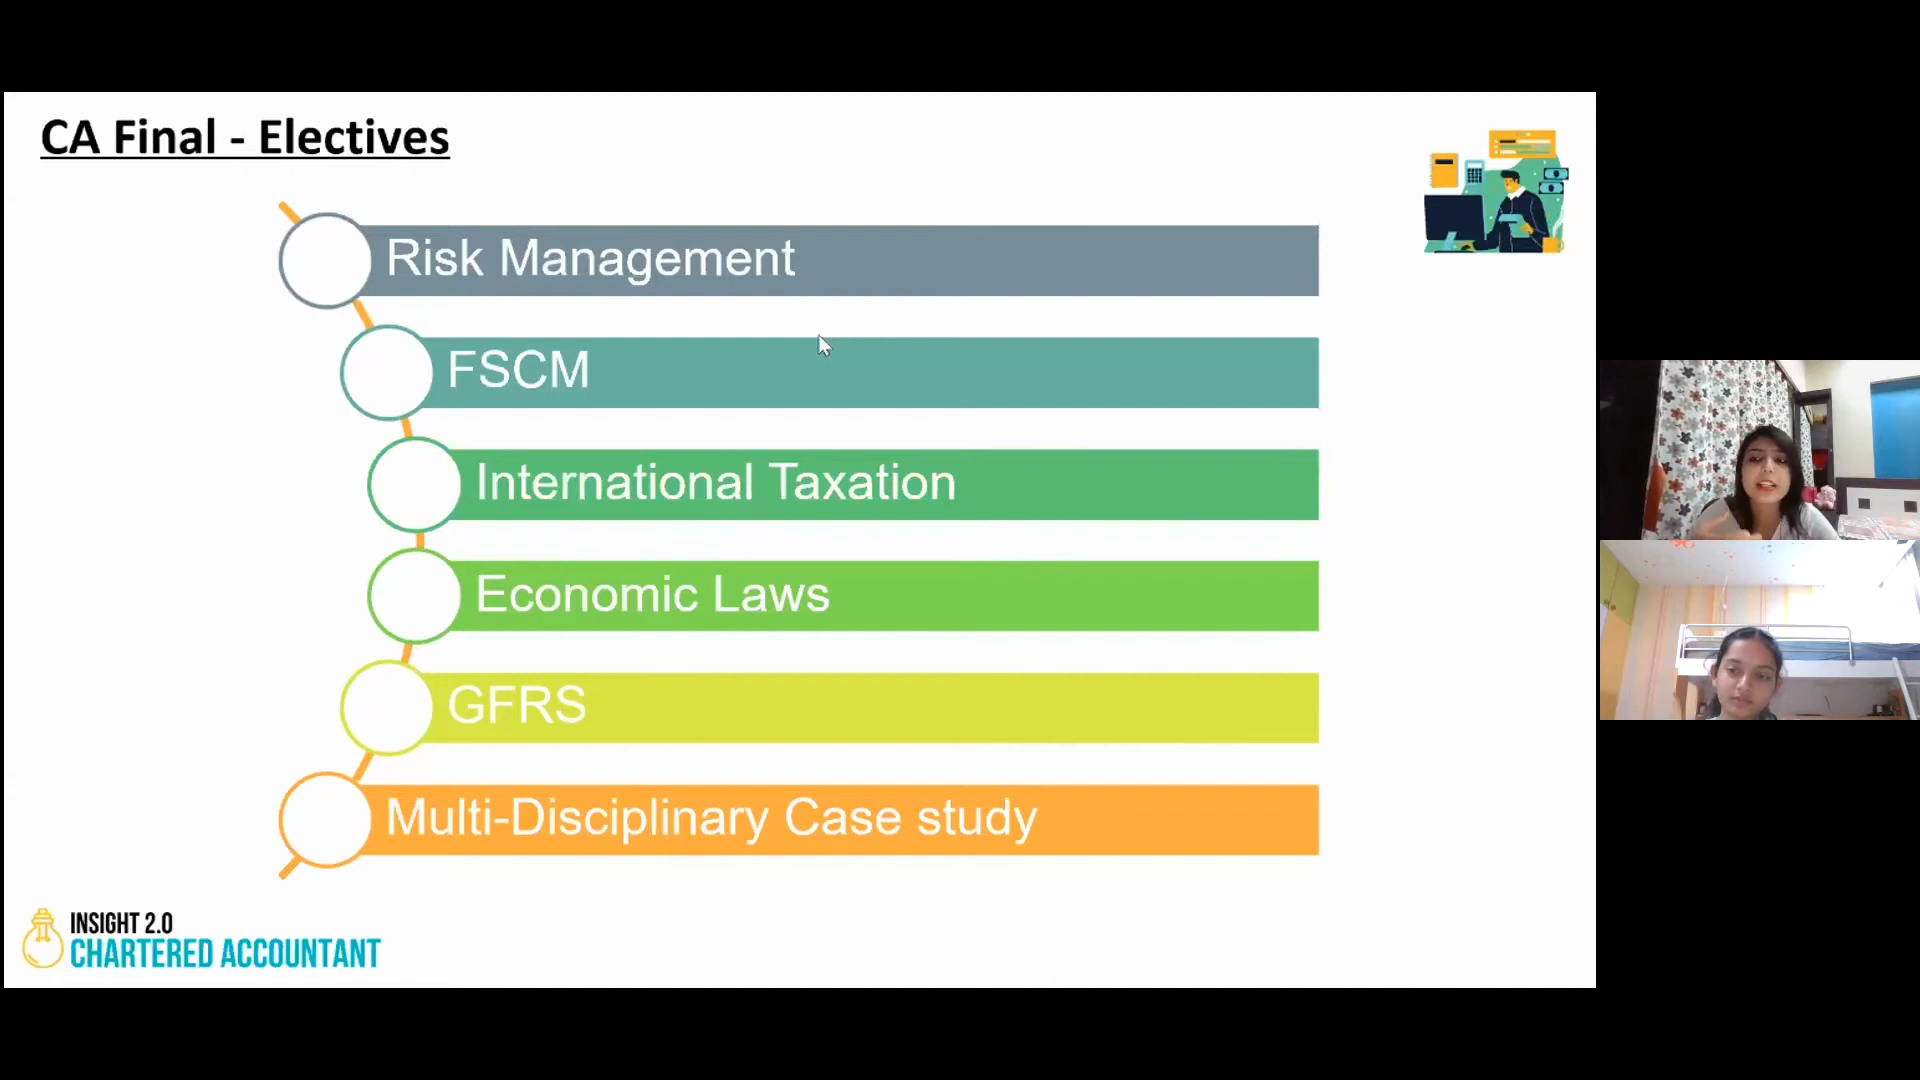 CA Final - Electives
Risk Management
FSCM
International Taxation
Economic Laws
GFRS
Multi-Disciplinary Case study
INSIGHT 2.0
CHARTERED ACCOUNTANT